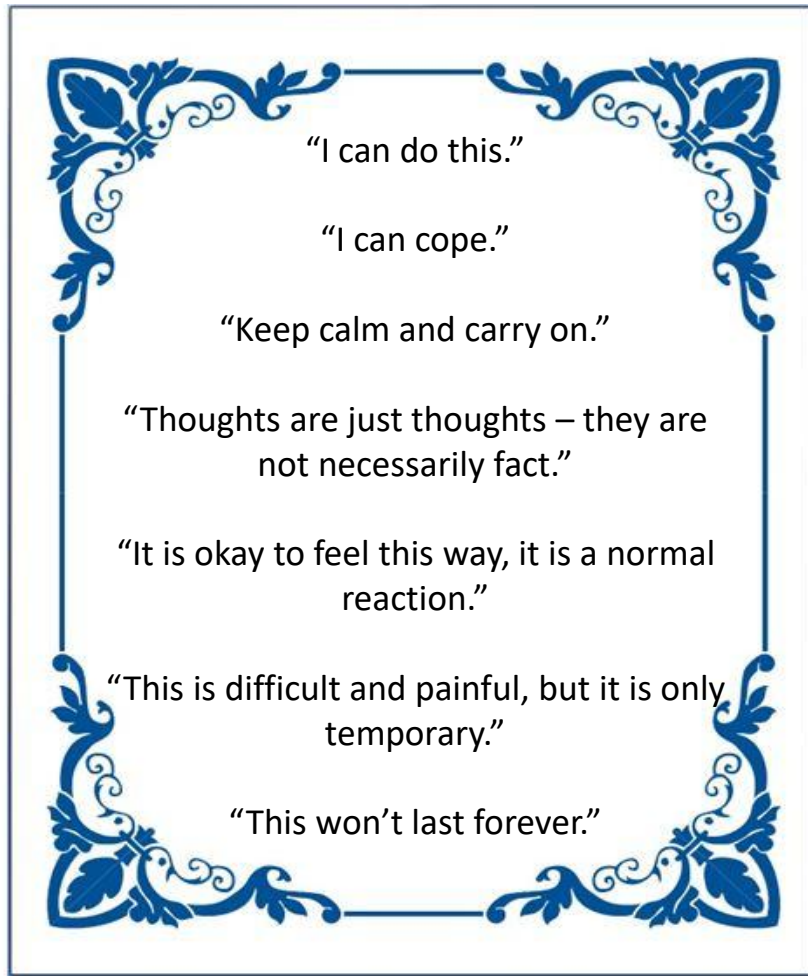 “I can do this.”
“I can cope.”
“Keep calm and carry on.”
“Thoughts are just thoughts – they are
not necessarily fact.”
“It is okay to feel this way, it is a normal
reaction.”
“This is difficult and painful, but it is only
temporary.”
“This won’t last forever.”